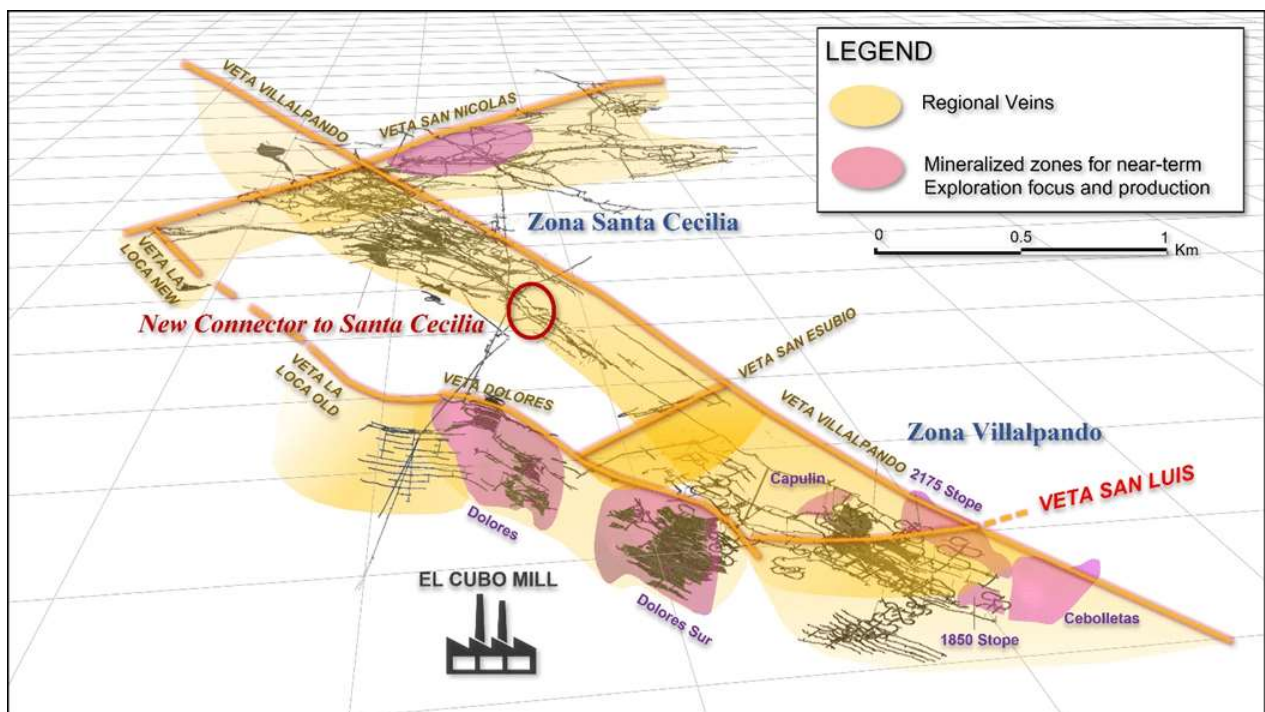 LEGEND
Regional Veins
Mineralized zones for near-term
Exploration focus and production
0
0.5
1
Km
VETA VILLALPANDO
VETA SAN NICOLAS
Zona Santa Cecilia
VETA LA
LOCA NEW
New Connector to Santa Cecilia
VETA LA
LOCA OLD
VETA DOLORES
VETA SAN ESUBIO
VETA VILLALPANDO
Zona Villalpando
2175 Stope
Capulin
VETA SAN LUIS
Dolores
EL CUBO MILL
Dolores Sur
1850 Stope
Cebolletas